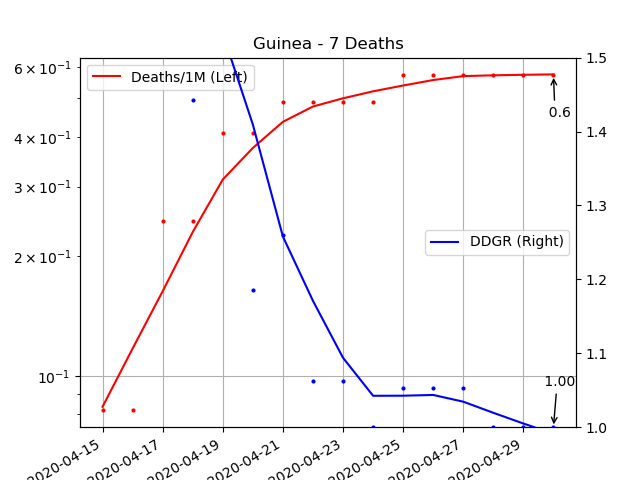 Guinea - 7 Deaths
Deaths/1M (Left)
DDGR (Right)
0.6
1.00
6 × 10⁻¹
4 × 10⁻¹
3 × 10⁻¹
2 × 10⁻¹
10⁻¹
1.5
1.4
1.3
1.2
1.1
1.0
2020-04-15
2020-04-17
2020-04-19
2020-04-21
2020-04-23
2020-04-25
2020-04-27
2020-04-29